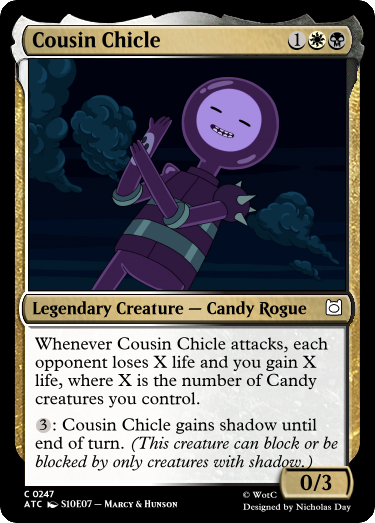 Cousin Chicle 1
Legendary Creature — Candy Rogue
Whenever Cousin Chicle attacks, each
opponent loses X life and you gain X
life, where X is the number of Candy
creatures you control.
3: Cousin Chicle gains shadow until
end of turn. (This creature can block or be
blocked by only creatures with shadow.)
0/3
C 0247
ATC S10E07 – Marcy & Hunson
© WotC
Designed by Nicholas Day